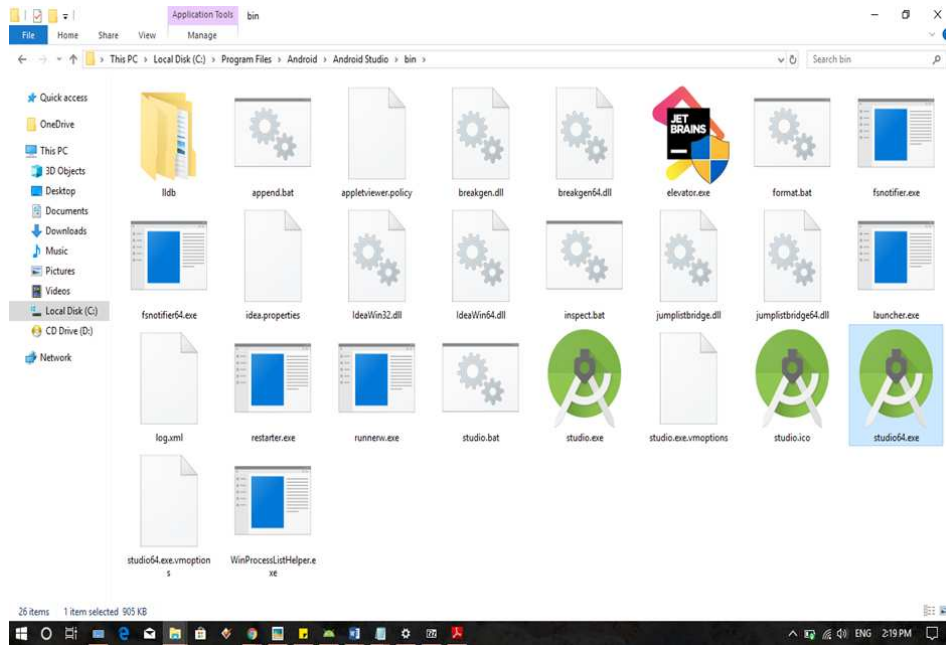 Application Tools bin
File Home Share View Manage
This PC > Local Disk (C:) > Program Files > Android > Android Studio > bin >
Search bin
Quick access
OneDrive
This PC
3D Objects
Desktop
Documents
Downloads
Music
Pictures
Videos
Local Disk (C:)
CD Drive (D:)
Network
JET
BRAINS
lldb append.bat appletviewer.policy breakgen.dll breakgen64.dll elevator.exe format.bat fsnotifier.exe
fsnotifier64.exe idea.properties IdeaWin32.dll IdeaWin64.dll inspect.bat jumplistbridge.dll jumplistbridge64.dll launcher.exe
log.xml restarter.exe runnerw.exe studio.bat studio.exe studio.exe.vmoptions studio.ico studio64.exe
studio64.exe.vmoption WinProcessListHelper.e
s xe
26 items 1 item selected 905 KB
ENG 2:19 PM